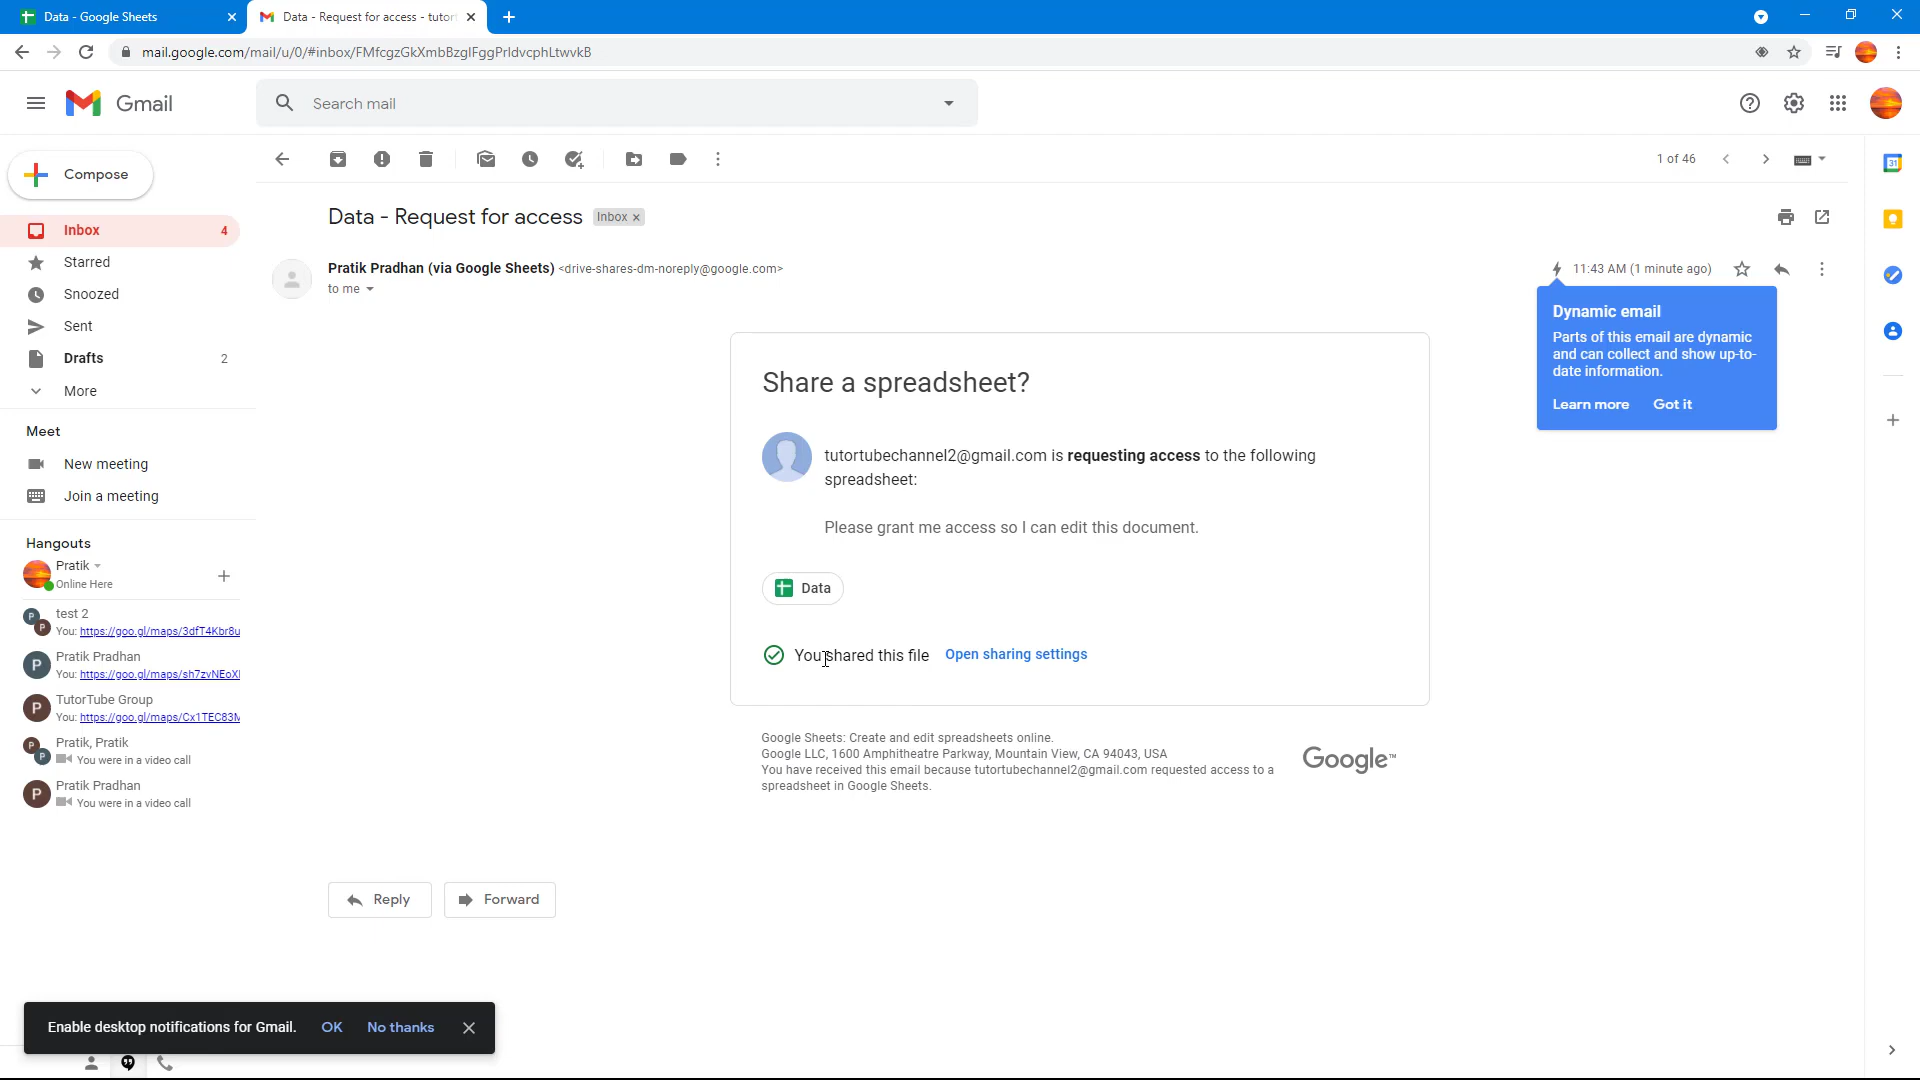 Data - Google Sheets
Data - Request for access - tutor
mail.google.com/mail/u/0/#inbox/FMfcgzGkXmbBzglFggPrldvcphLtwvkB
Gmail
Search mail
Compose
1 of 46
31
Data - Request for access
Inbox
Inbox 4
Starred
Snoozed
Sent
Drafts 2
More
Pratik Pradhan (via Google Sheets) <drive-shares-dm-noreply@google.com>
to me
11:43 AM (1 minute ago)
Dynamic email
Parts of this email are dynamic
and can collect and show up-to-
date information.
Learn more Got it
Share a spreadsheet?
tutortubechannel2@gmail.com is requesting access to the following
spreadsheet:
Please grant me access so I can edit this document.
Data
You shared this file Open sharing settings
Google Sheets: Create and edit spreadsheets online.
Google LLC, 1600 Amphitheatre Parkway, Mountain View, CA 94043, USA
You have received this email because tutortubechannel2@gmail.com requested access to a
spreadsheet in Google Sheets.
Google™
Meet
New meeting
Join a meeting
Hangouts
Pratik
Online Here
P
P
test 2
You: https://goo.gl/maps/3dfT4Kbr8u
P
Pratik Pradhan
You: https://goo.gl/maps/sh7zvNEoXl
P
TutorTube Group
You: https://goo.gl/maps/Cx1TEC83M
P
P
Pratik, Pratik
You were in a video call
P
Pratik Pradhan
You were in a video call
Reply
Forward
Enable desktop notifications for Gmail. OK No thanks